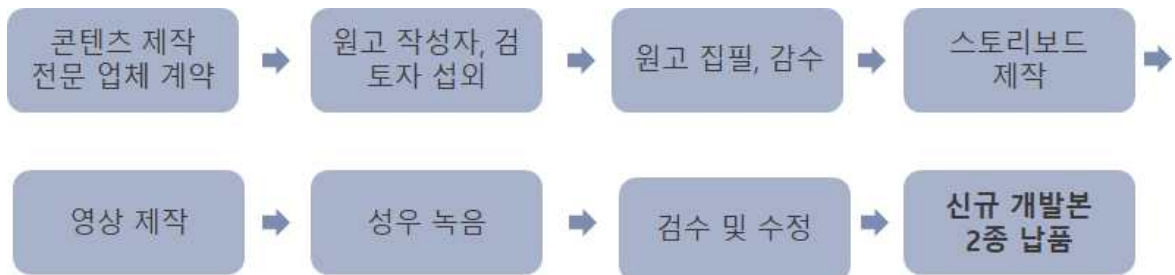 콘텐츠 제작
전문 업체 계약
원고 작성자, 검
토자 섭외
원고 집필, 감수
스토리보드
제작
영상 제작
성우 녹음
검수 및 수정
신규 개발본
2종 납품